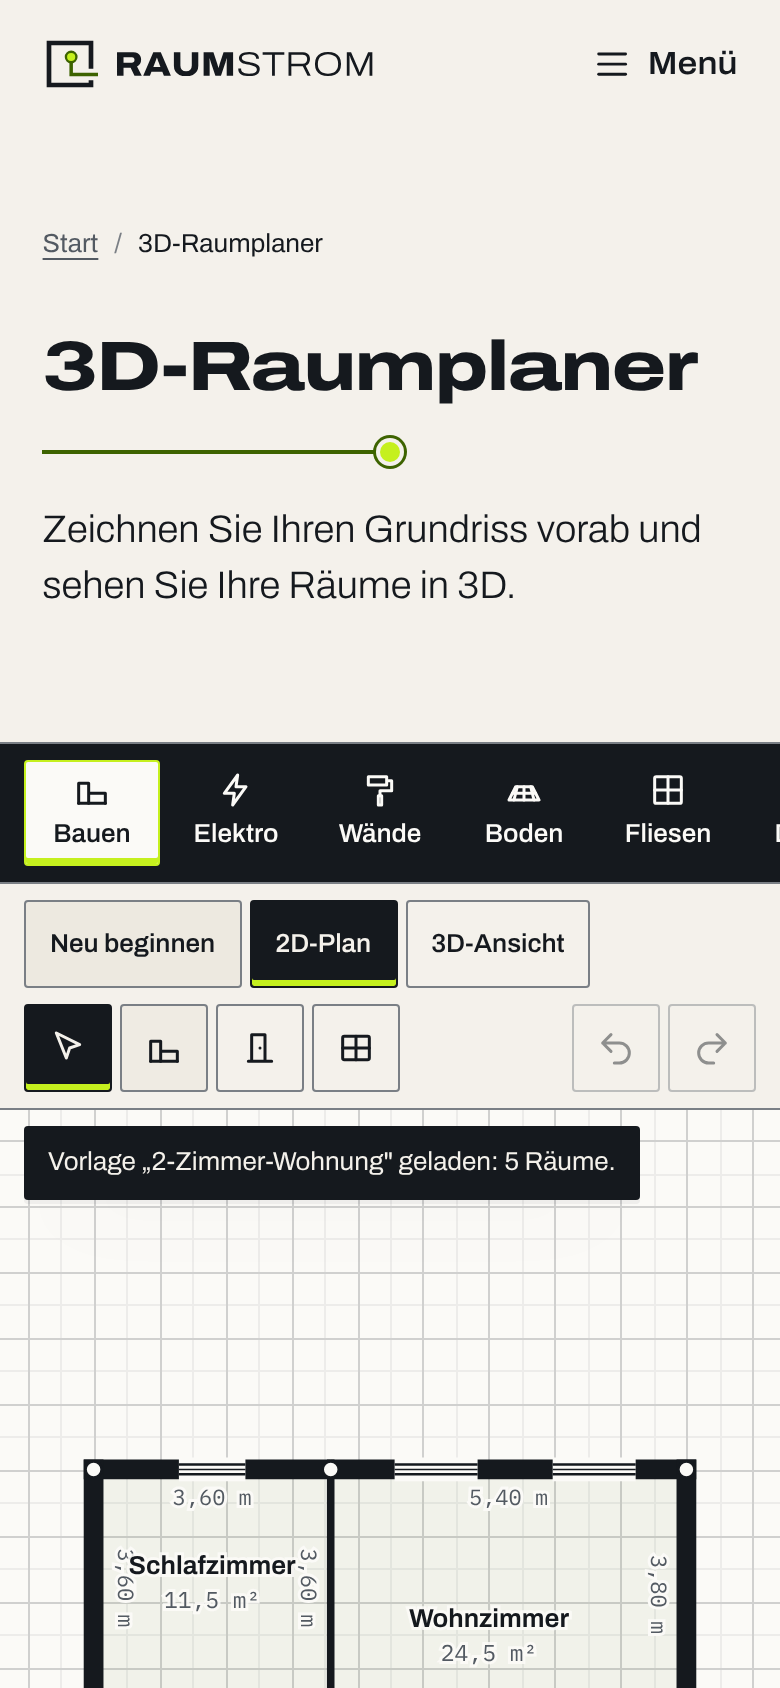 RAUMSTROM
Menü
Start / 3D-Raumplaner
3D-Raumplaner
Zeichnen Sie Ihren Grundriss vorab und
sehen Sie Ihre Räume in 3D.
Bauen Elektro Wände Boden Fliesen
Neu beginnen 2D-Plan 3D-Ansicht
Vorlage „2-Zimmer-Wohnung" geladen: 5 Räume.
3,60 m 5,40 m
3,60 m
Schlafzimmer
3,60 m
11,5 m²
3,80 m
Wohnzimmer
24,5 m²